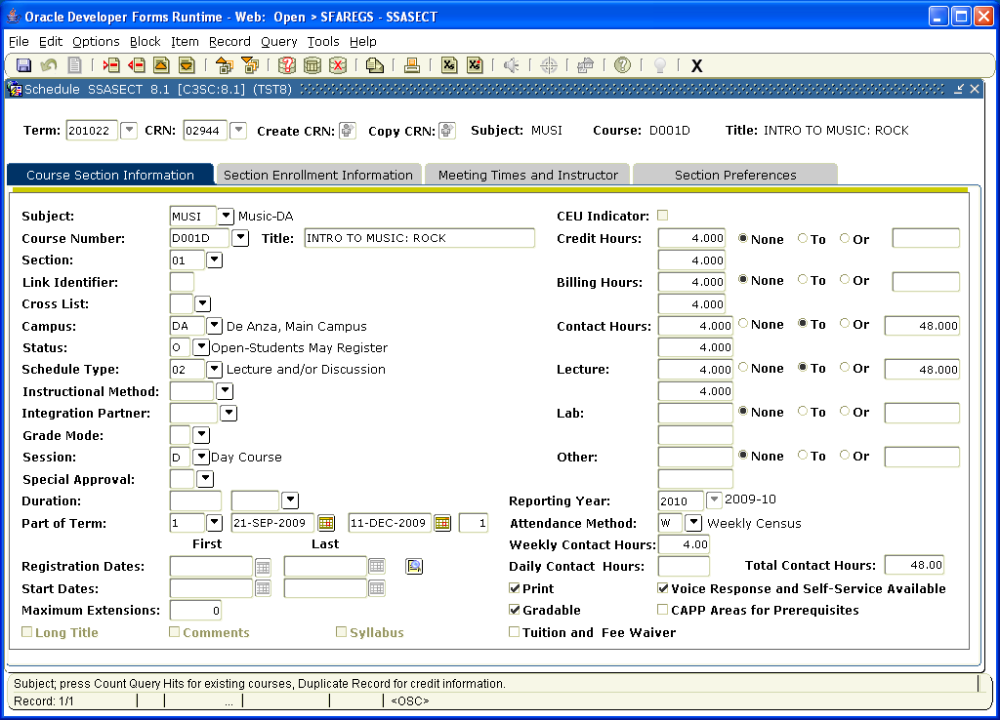 Oracle Developer Forms Runtime - Web: Open > SFAREGS - SSASECT
File Edit Options Block Item Record Query Tools Help
Schedule SSASECT 8.1 [C3SC:8.1] (TST8)
Term: 201022 CRN: 02944 Create CRN: Copy CRN: Subject: MUSI Course: D001D Title: INTRO TO MUSIC: ROCK
Course Section Information Section Enrollment Information Meeting Times and Instructor Section Preferences
Subject: MUSI Music-DA CEU Indicator:
Course Number: D001D Title: INTRO TO MUSIC: ROCK Credit Hours: 4.000 None To Or
Section: 01 4.000
Link Identifier: Billing Hours: 4.000 None To Or
Cross List: 4.000
Campus: DA De Anza, Main Campus Contact Hours: 4.000 None To Or 48.000
Status: O Open-Students May Register 4.000
Schedule Type: 02 Lecture and/or Discussion Lecture: 4.000 None To Or 48.000
Instructional Method: 4.000
Integration Partner: Lab: None To Or
Grade Mode:
Session: D Day Course Other: None To Or
Special Approval:
Duration: Reporting Year: 2010 2009-10
Part of Term: 1 21-SEP-2009 11-DEC-2009 1 Attendance Method: W Weekly Census
First Last Weekly Contact Hours: 4.00
Registration Dates: Daily Contact Hours: Total Contact Hours: 48.00
Start Dates: Print Voice Response and Self-Service Available
Maximum Extensions: 0 Gradable CAPP Areas for Prerequisites
Long Title Comments Syllabus Tuition and Fee Waiver
Subject; press Count Query Hits for existing courses, Duplicate Record for credit information.
Record: 1/1 ... <OSC>